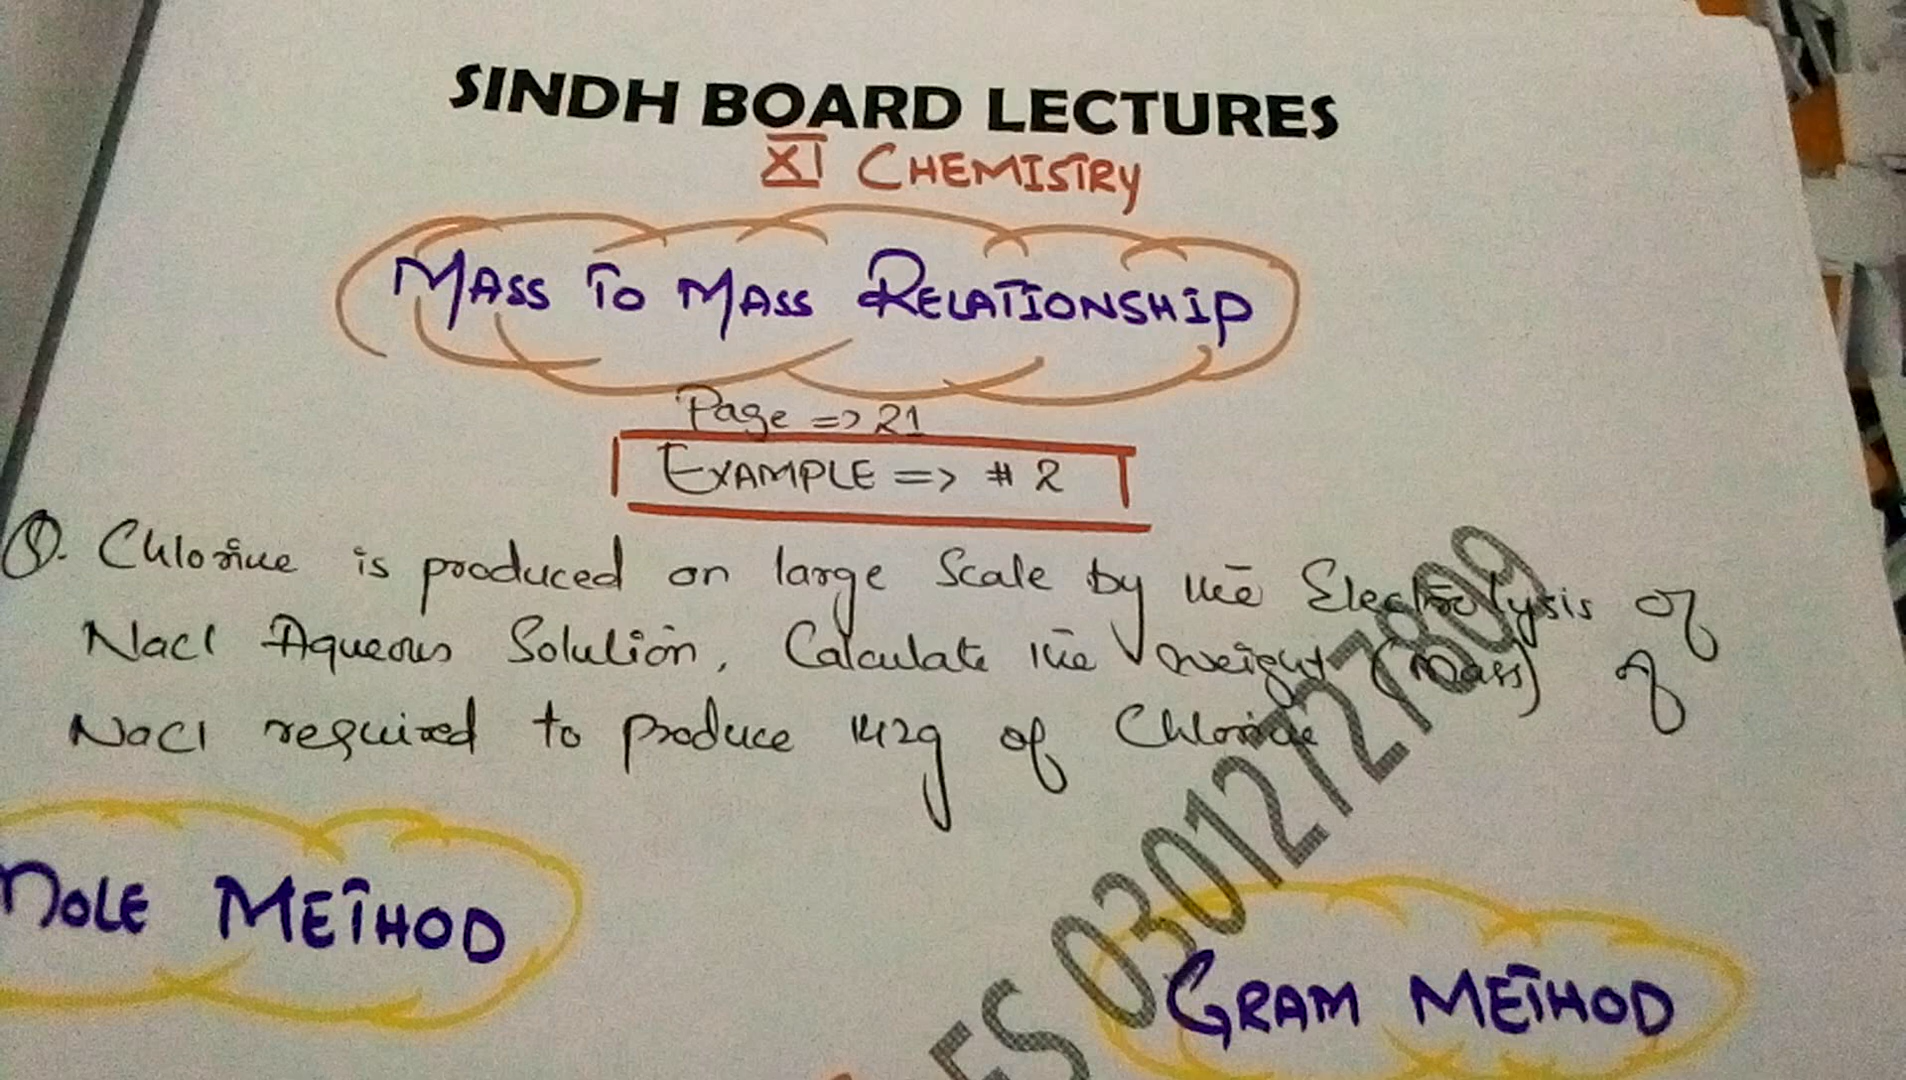 SINDH BOARD LECTURES
XI CHEMISTRY
MASS TO MASS RELATIONSHIP
Page => 21
EXAMPLE => # 2
Q. Chlorine is produced on large Scale by the Electrolysis of
NaCl Aqueous Solution, Calculate the weight (mass) of
NaCl required to produce 142g of Chlorine
MOLE METHOD
GRAM METHOD
ES 03012727809